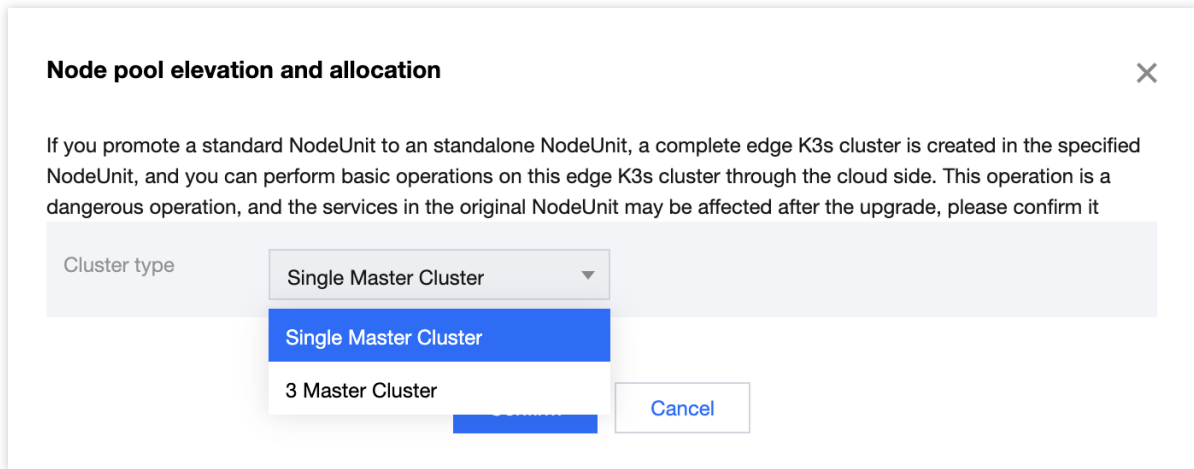 Node pool elevation and allocation
If you promote a standard NodeUnit to an standalone NodeUnit, a complete edge K3s cluster is created in the specified
NodeUnit, and you can perform basic operations on this edge K3s cluster through the cloud side. This operation is a
dangerous operation, and the services in the original NodeUnit may be affected after the upgrade, please confirm it
Cluster type
Single Master Cluster
Single Master Cluster
3 Master Cluster
Cancel